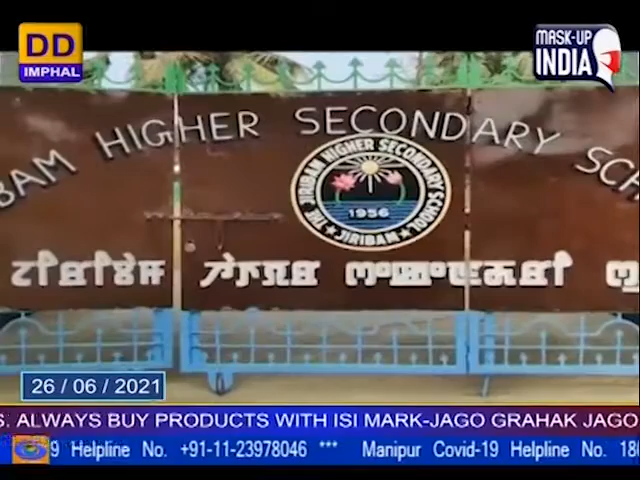 DD
IMPHAL
MASK-UP
INDIA
BAM HIGHER SECONDARY SCH
THE JIRIBAM HIGHER SECONDARY SCHOOL
1956
★ JIRIBAM ★
26 / 06 / 2021
S. ALWAYS BUY PRODUCTS WITH ISI MARK-JAGO GRAHAK JAGO
9 Helpline No. +91-11-23978046 *** Manipur Covid-19 Helpline No. 180